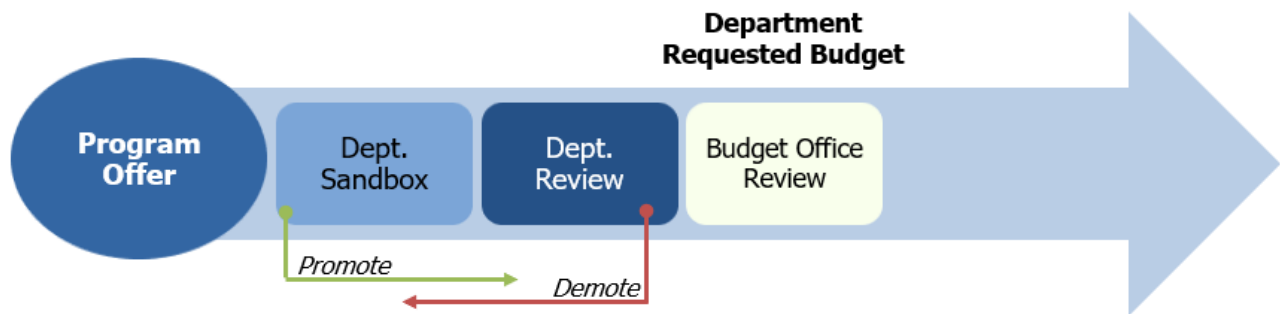 Department
Requested Budget
Program
Offer
Dept.
Sandbox
Dept.
Review
Budget Office
Review
Promote
Demote